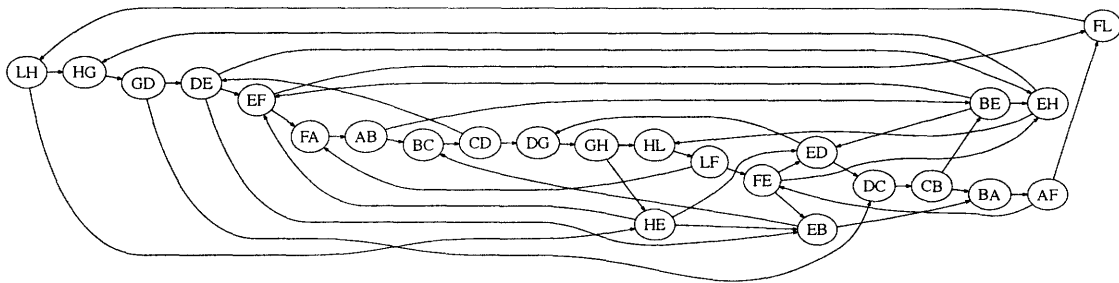 FL
LH
HG
GD
DE
EF
BE
EH
FA
AB
BC
CD
DG
GH
HL
LF
ED
FE
DC
CB
BA
AF
HE
EB